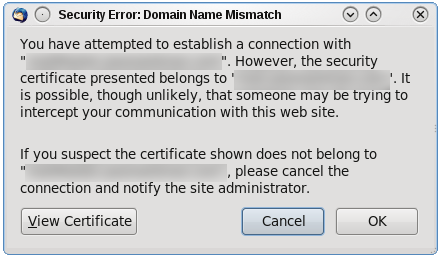 Security Error: Domain Name Mismatch
You have attempted to establish a connection with
"". However, the security
certificate presented belongs to ''. It
is possible, though unlikely, that someone may be trying to
intercept your communication with this web site.
If you suspect the certificate shown does not belong to
"", please cancel the
connection and notify the site administrator.
View Certificate Cancel OK